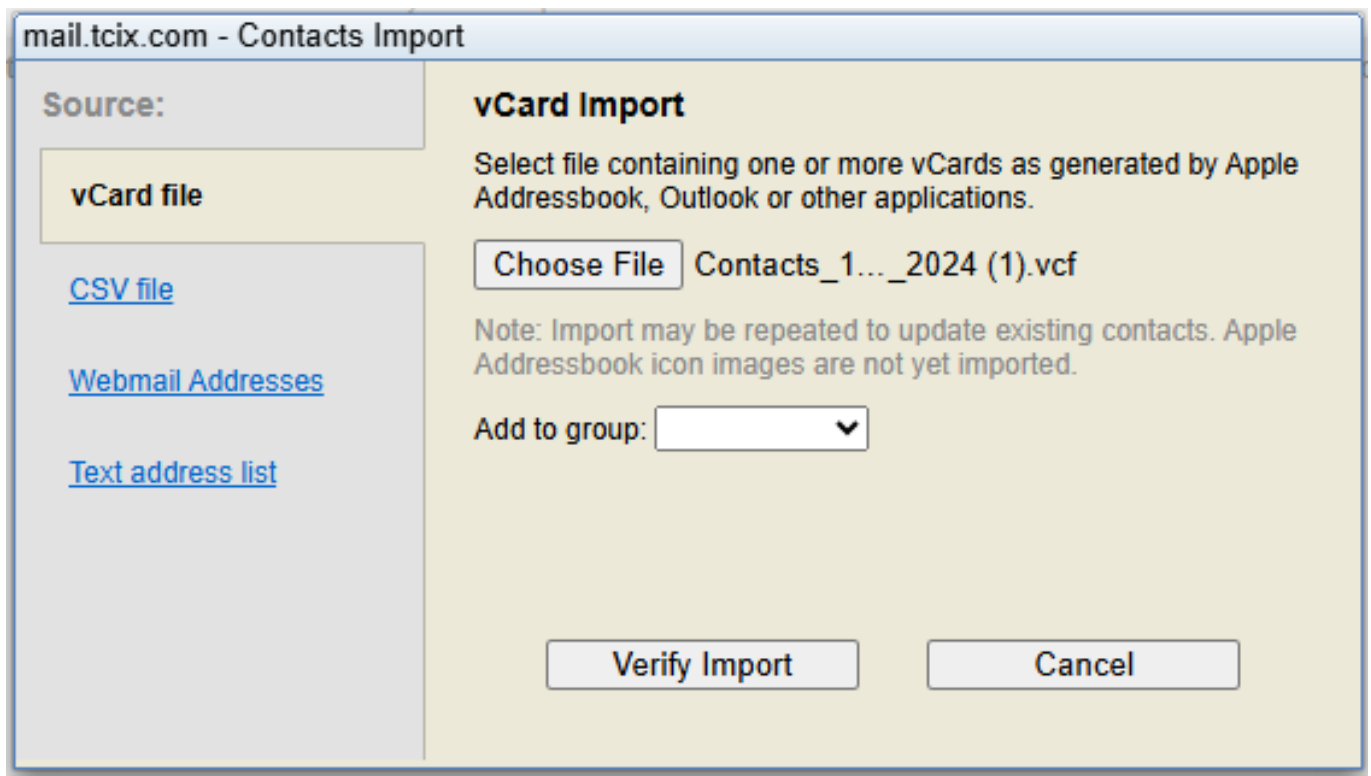 mail.tcix.com - Contacts Import
Source:
vCard file
CSV file
Webmail Addresses
Text address list
vCard Import
Select file containing one or more vCards as generated by Apple
Addressbook, Outlook or other applications.
Choose File Contacts_1..._2024 (1).vcf
Note: Import may be repeated to update existing contacts. Apple
Addressbook icon images are not yet imported.
Add to group:
Verify Import Cancel